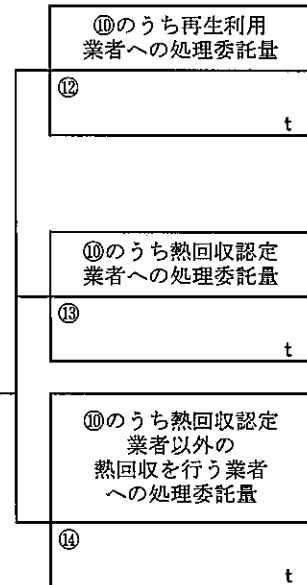 ⑩のうち再生利用
業者への処理委託量
⑫
t
⑩のうち熱回収認定
業者への処理委託量
⑬
t
⑩のうち熱回収認定
業者以外の
熱回収を行う業者
への処理委託量
⑭
t